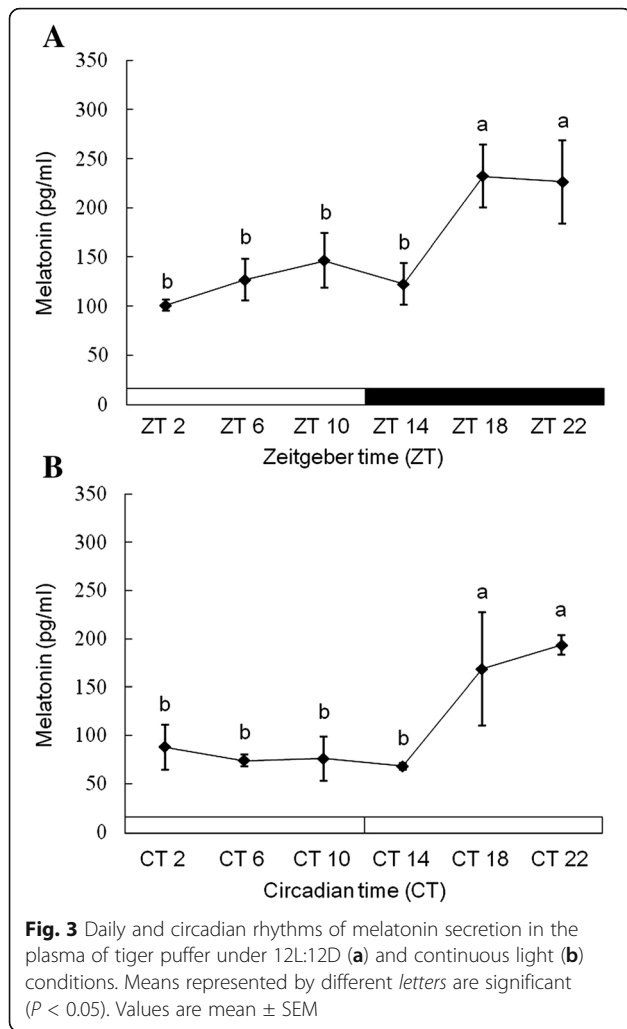 A
350
300
250
200
150
100
50
0
Melatonin (pg/ml)
b b b b a a
ZT 2 ZT 6 ZT 10 ZT 14 ZT 18 ZT 22
Zeitgeber time (ZT)
B
350
300
250
200
150
100
50
0
Melatonin (pg/ml)
b b b b a a
CT 2 CT 6 CT 10 CT 14 CT 18 CT 22
Circadian time (CT)
Fig. 3 Daily and circadian rhythms of melatonin secretion in the
plasma of tiger puffer under 12L:12D (a) and continuous light (b)
conditions. Means represented by different letters are significant
(P < 0.05). Values are mean ± SEM